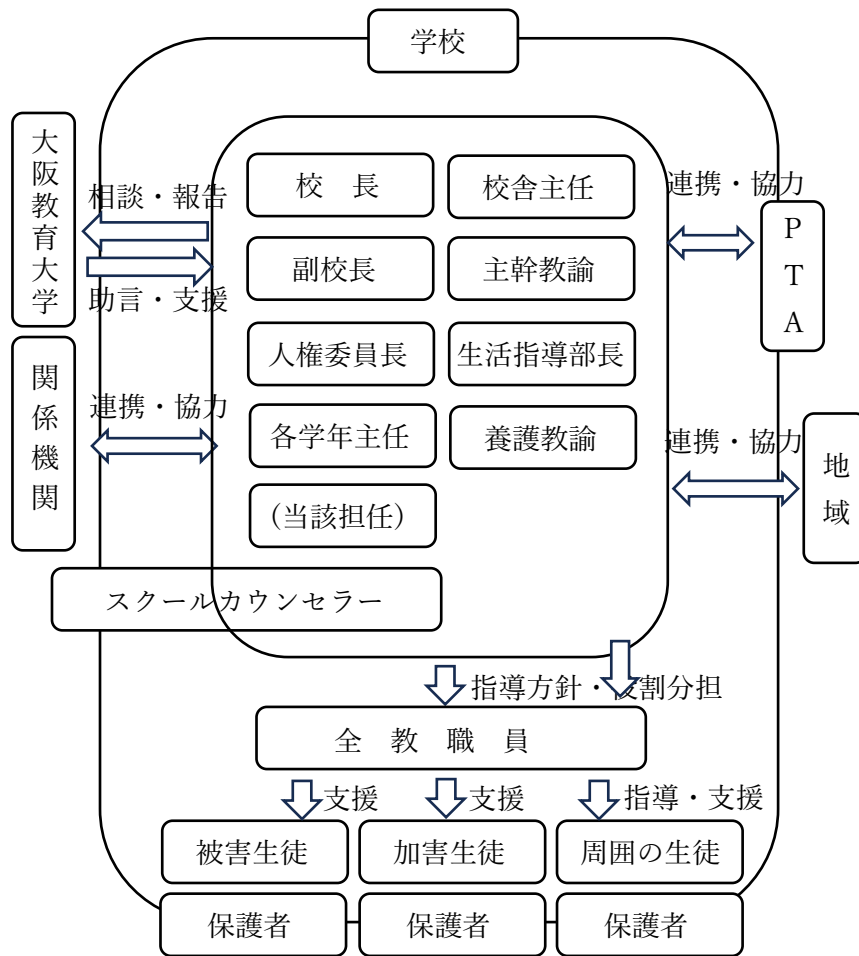 学校
大阪教育大学
相談・報告
助言・支援
関係機関
連携・協力
校　長
校舎主任
副校長
主幹教諭
人権委員長
生活指導部長
各学年主任
養護教諭
（当該担任）
スクールカウンセラー
連携・協力
PTA
連携・協力
地域
指導方針・役割分担
全　教　職　員
支援
支援
指導・支援
被害生徒
加害生徒
周囲の生徒
保護者
保護者
保護者